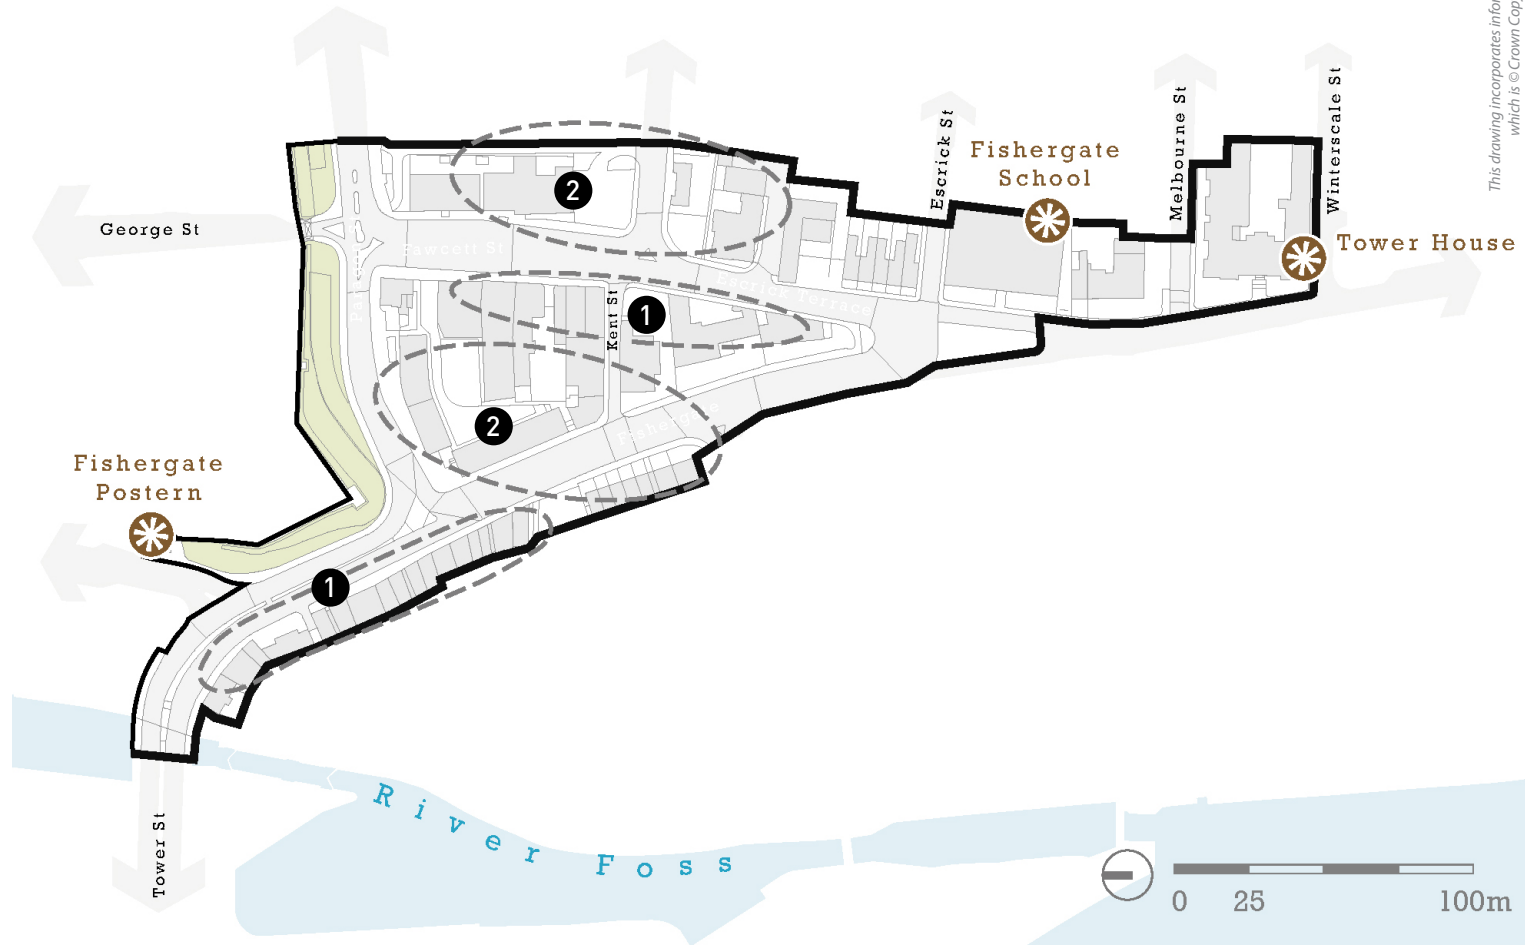 This drawing incorporates infor
which is © Crown Cop
Winterscale St
Melbourne St
Escrick St
Fishergate
School
2
George St
Tower House
Fawcett St
Escrick Terrace
Kent St
1
2
Fishergate
Fishergate
Postern
1
River Foss
Tower St
0 25 100m